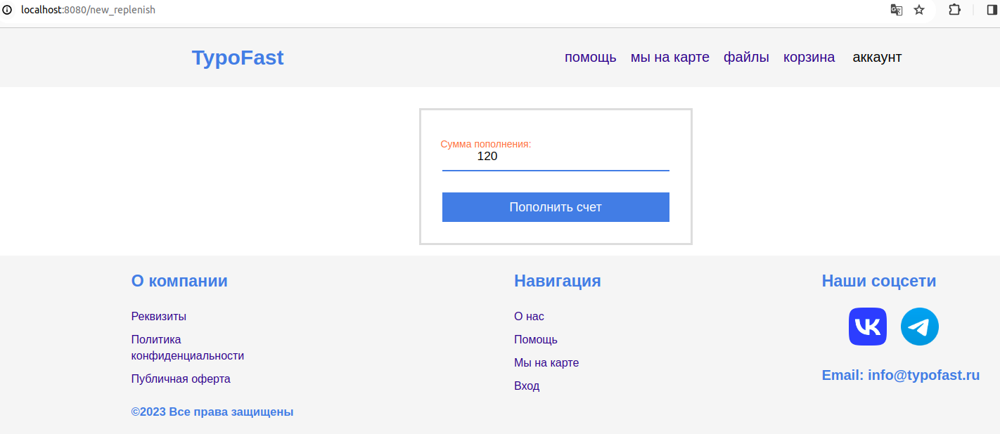 localhost:8080/new_replenish
TypoFast
помощь мы на карте файлы корзина аккаунт
Сумма пополнения:
120
Пополнить счет
О компании
Реквизиты
Политика
конфиденциальности
Публичная оферта
©2023 Все права защищены
Навигация
О нас
Помощь
Мы на карте
Вход
Наши соцсети
Email: info@typofast.ru